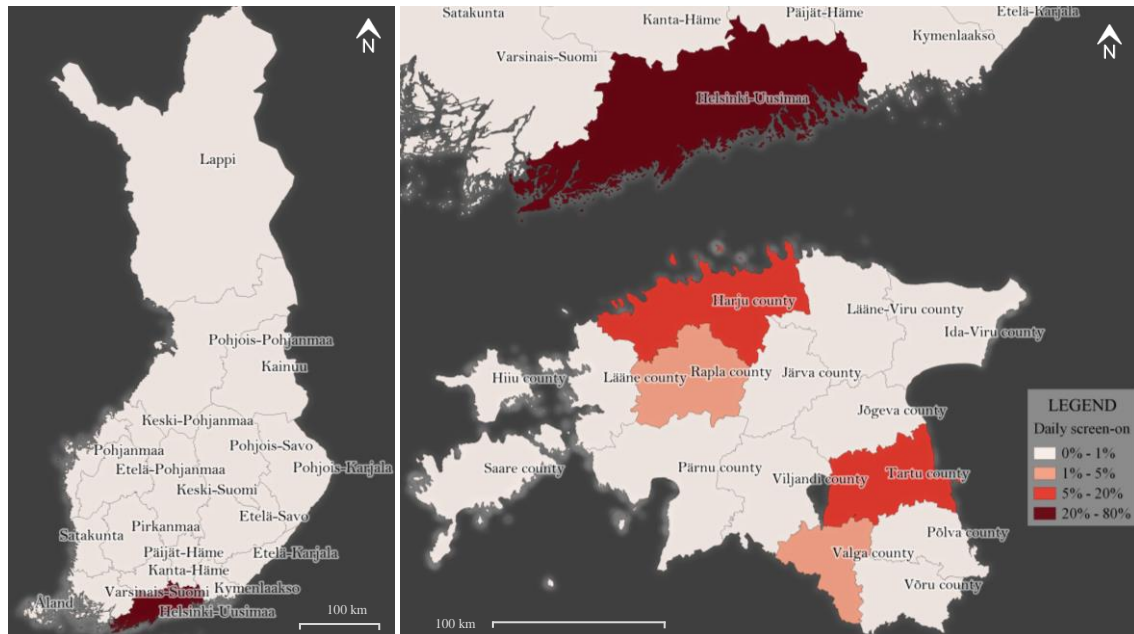 N
Lappi
Pohjois-Pohjanmaa
Kainuu
Keski-Pohjanmaa
Pohjanmaa
Pohjois-Savo
Etelä-Pohjanmaa
Pohjois-Karjala
Keski-Suomi
Etelä-Savo
Pirkanmaa
Satakunta
Päijät-Häme
Etelä-Karjala
Kanta-Häme
Varsinais-Suomi
Kymenlaakso
Åland
Helsinki-Uusimaa
100 km
Satakunta
Kanta-Häme
Päijät-Häme
Etelä-Karjala
Kymenlaakso
N
Varsinais-Suomi
Helsinki-Uusimaa
Harju county
Lääne-Viru county
Ida-Viru county
Hiiu county
Lääne county
Rapla county
Järva county
Jõgeva county
Saare county
Pärnu county
Viljandi county
Tartu county
Valga county
Põlva county
Võru county
100 km
LEGEND
Daily screen-on
0% - 1%
1% - 5%
5% - 20%
20% - 80%